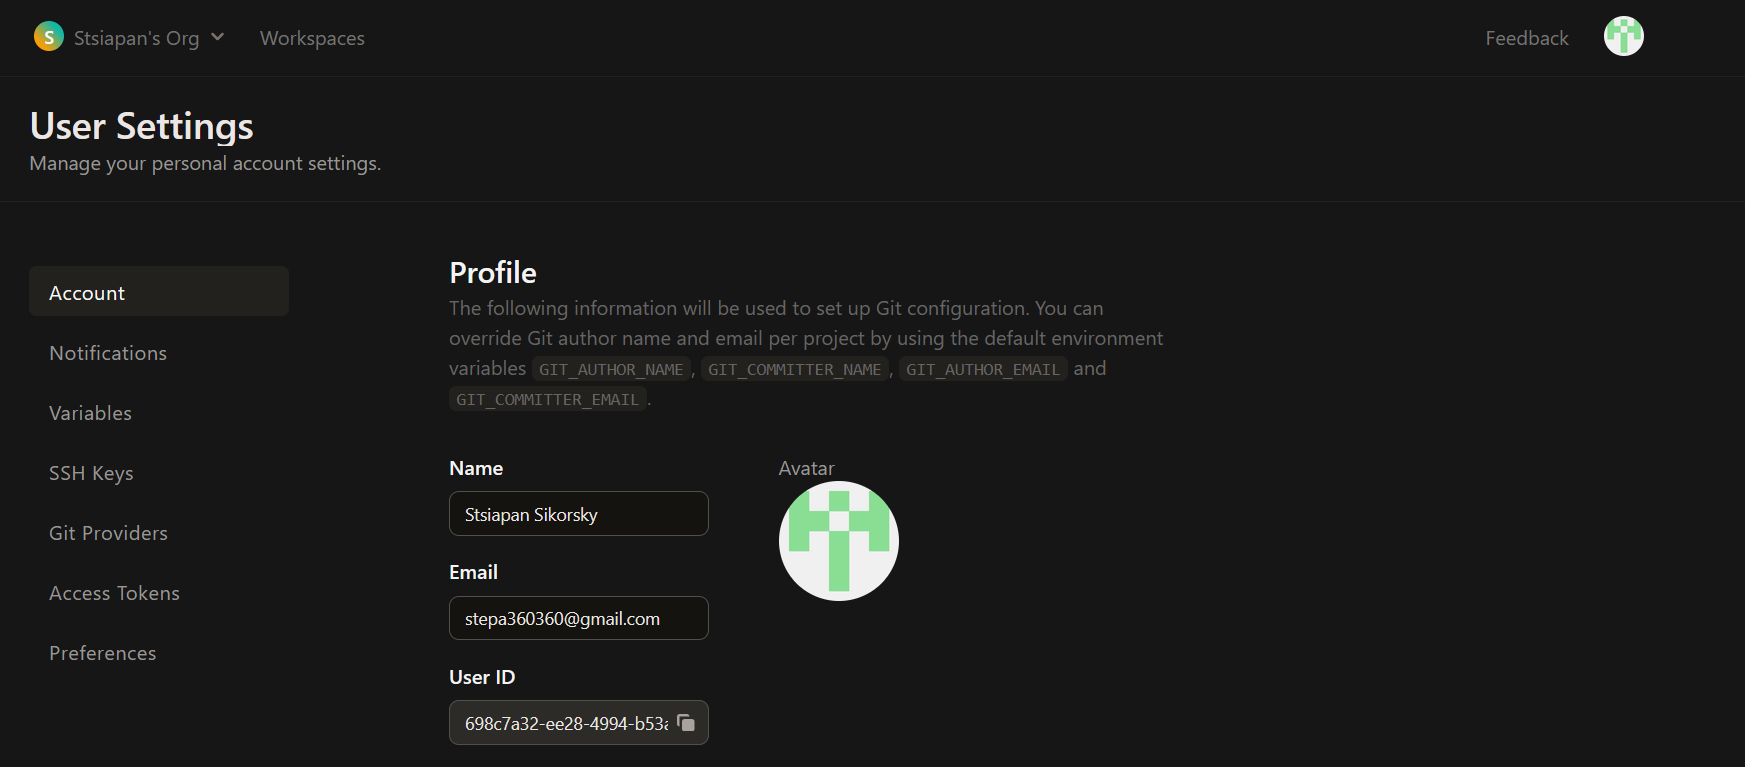 S Stsiapan's Org Workspaces Feedback
User Settings
Manage your personal account settings.
Account
Notifications
Variables
SSH Keys
Git Providers
Access Tokens
Preferences
Profile
The following information will be used to set up Git configuration. You can
override Git author name and email per project by using the default environment
variables GIT_AUTHOR_NAME, GIT_COMMITTER_NAME, GIT_AUTHOR_EMAIL and
GIT_COMMITTER_EMAIL.
Name
Stsiapan Sikorsky
Avatar
Email
stepa360360@gmail.com
User ID
698c7a32-ee28-4994-b53a